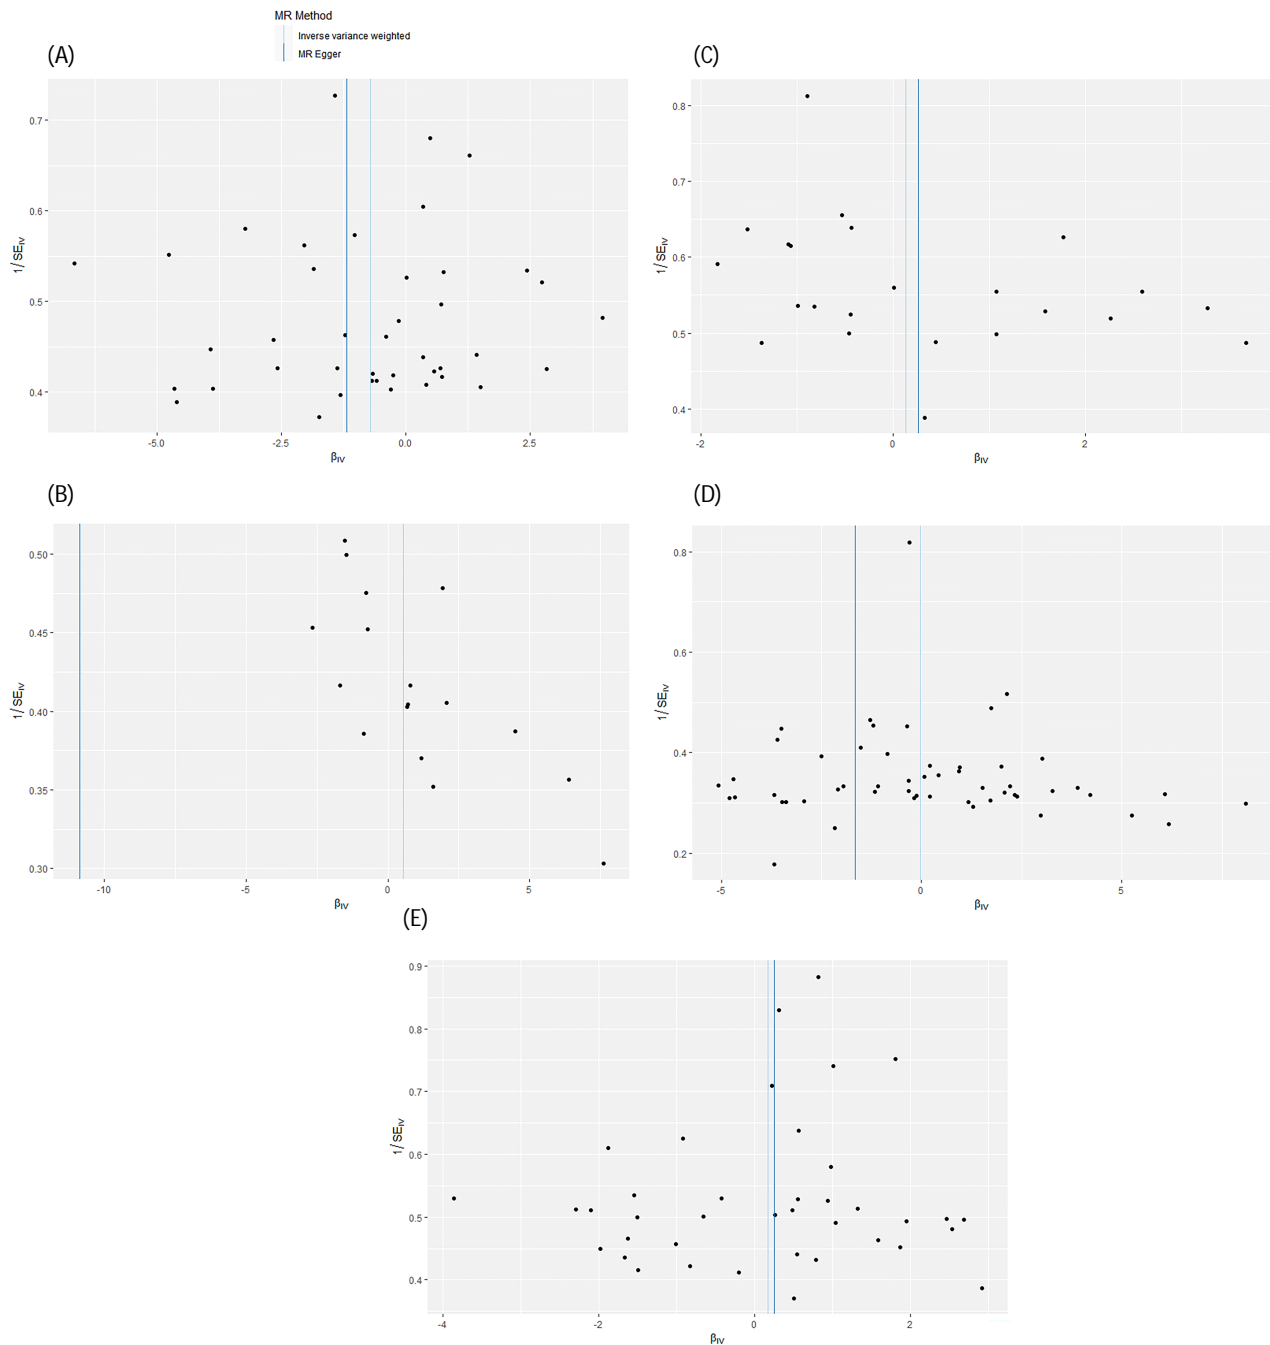 MR Method
Inverse variance weighted
MR Egger
(A)
0.7
0.6
0.5
0.4
1/SE_IV
-5.0 -2.5 0.0 2.5
β_IV
(C)
0.8
0.7
0.6
0.5
0.4
1/SE_IV
-2 0 2
β_IV
(B)
0.50
0.45
0.40
0.35
0.30
1/SE_IV
-10 -5 0 5
β_IV
(D)
0.8
0.6
0.4
0.2
1/SE_IV
-5 0 5
β_IV
(E)
0.9
0.8
0.7
0.6
0.5
0.4
1/SE_IV
-4 -2 0 2
β_IV